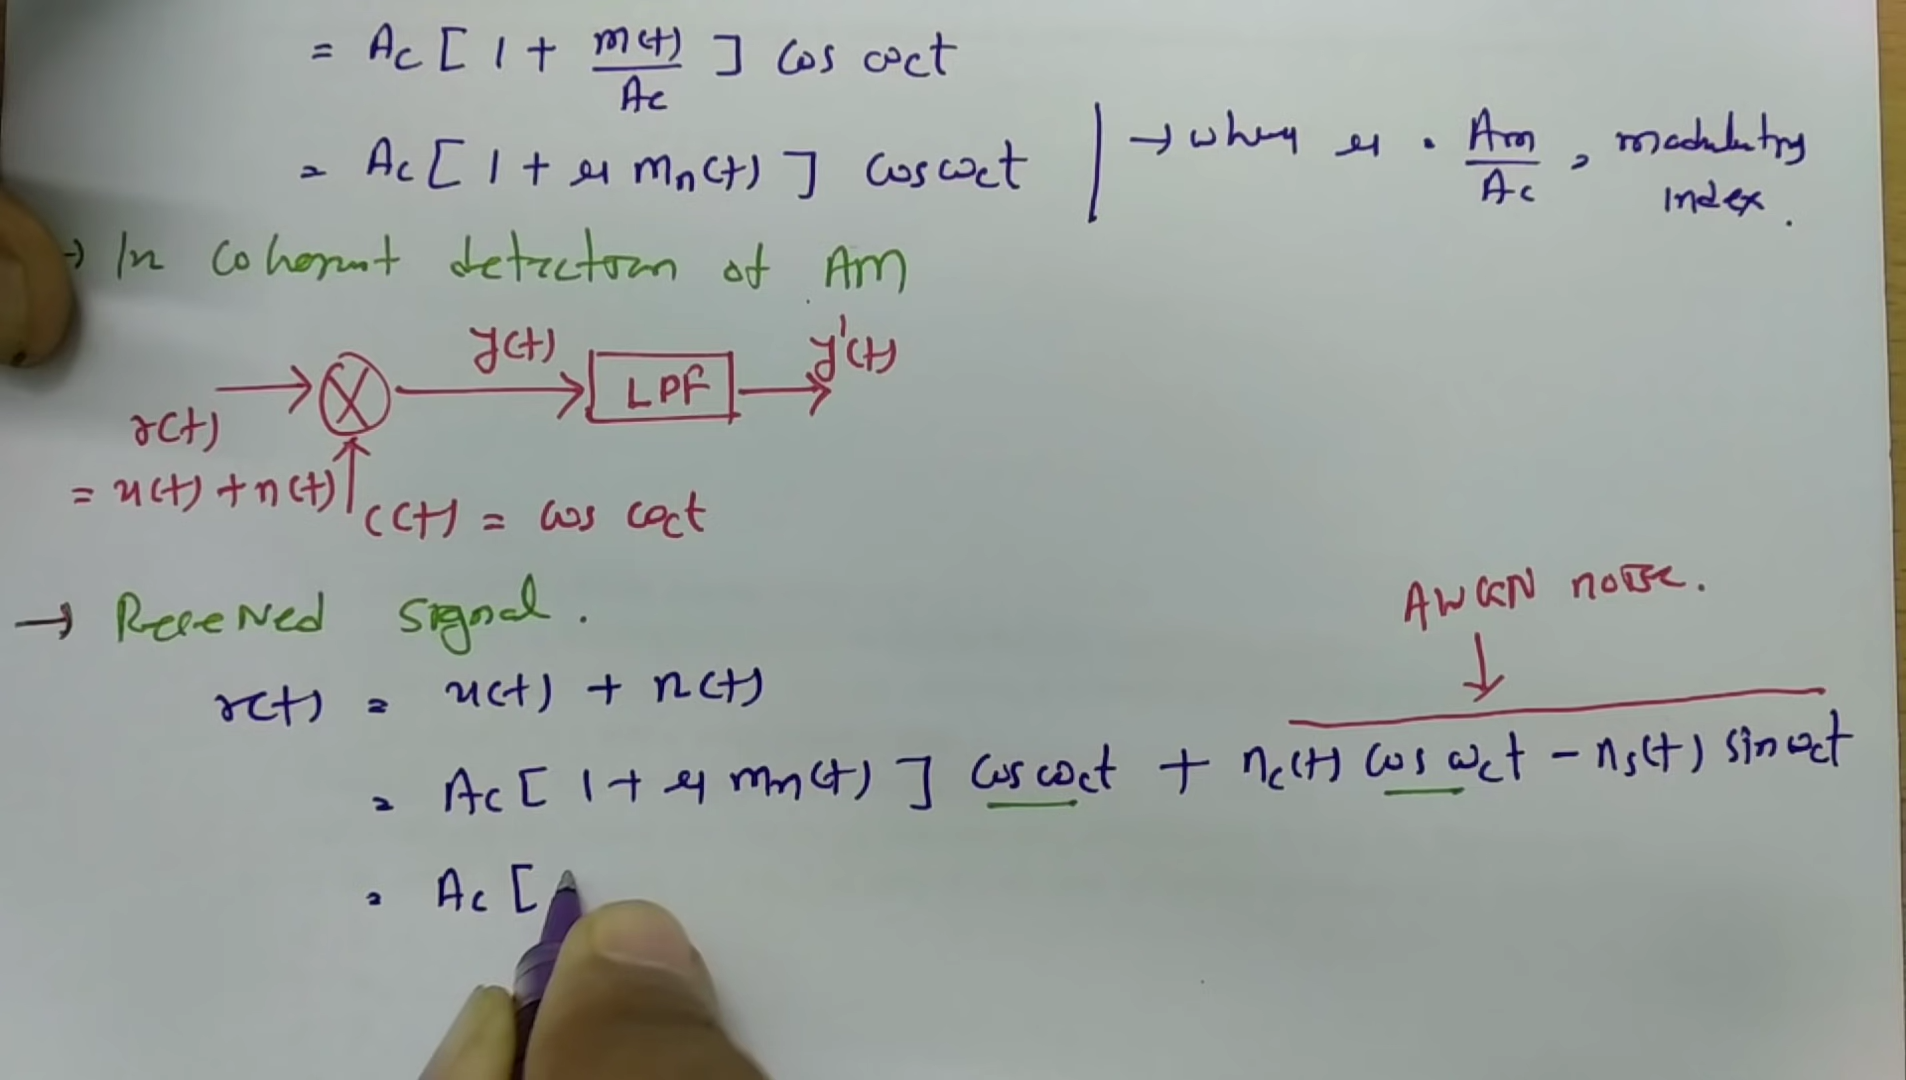 = Ac [ 1 + m(t)/Ac ] cos ωct
= Ac [ 1 + μ mn(t) ] cos ωct | → when μ = Am/Ac = modulating index.
→ In coherent detection of AM
y(t) LPF y'(t)
r(t)
= x(t) + n(t)
c(t) = cos ωct
→ Received signal.
AWGN noise.
r(t) = x(t) + n(t)
= Ac [ 1 + μ mn(t) ] cos ωct + nc(t) cos ωct - ns(t) sin ωct
= Ac [